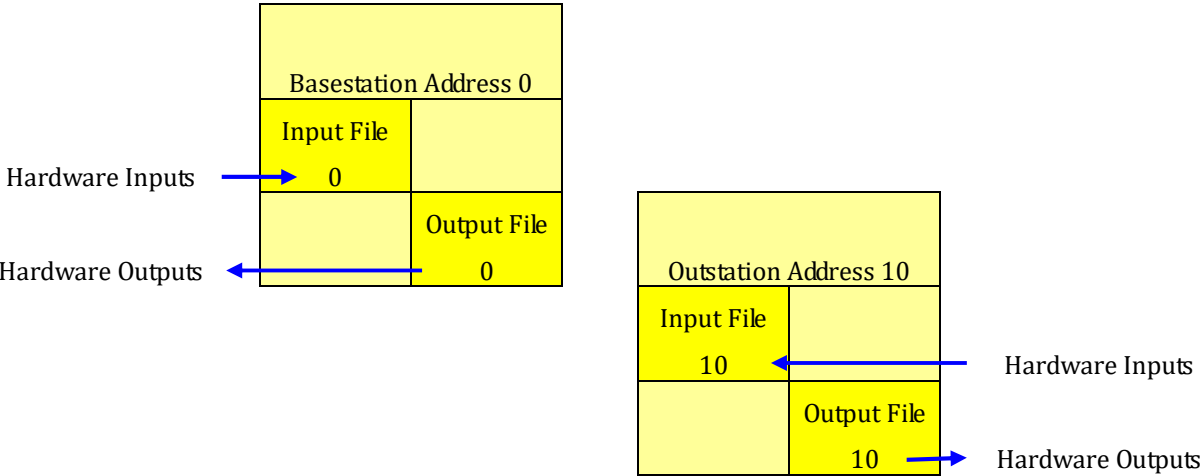 Basestation Address 0
Input File
Hardware Inputs
0
Output File
Hardware Outputs
0
Outstation Address 10
Input File
10
Hardware Inputs
Output File
10
Hardware Outputs